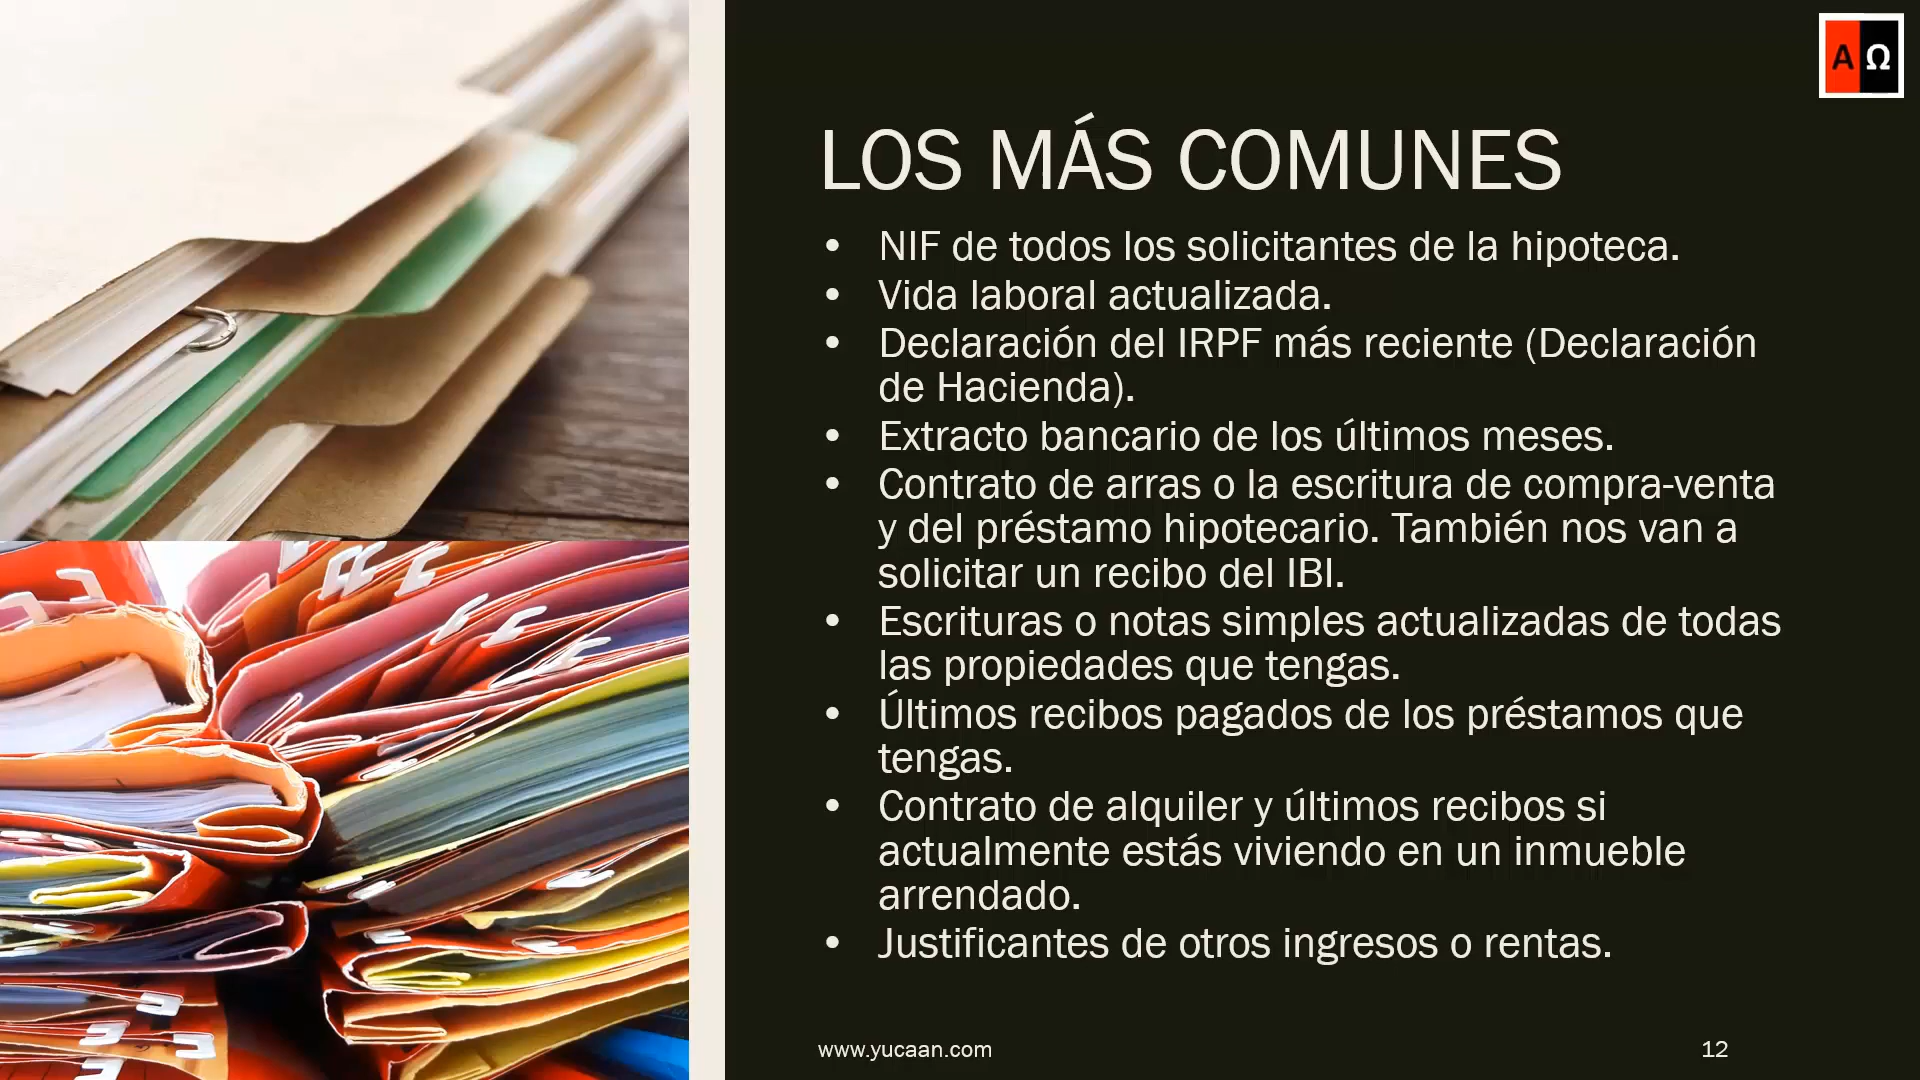 A Ω
LOS MÁS COMUNES
• NIF de todos los solicitantes de la hipoteca.
• Vida laboral actualizada.
• Declaración del IRPF más reciente (Declaración
de Hacienda).
• Extracto bancario de los últimos meses.
• Contrato de arras o la escritura de compra-venta
y del préstamo hipotecario. También nos van a
solicitar un recibo del IBI.
• Escrituras o notas simples actualizadas de todas
las propiedades que tengas.
• Últimos recibos pagados de los préstamos que
tengas.
• Contrato de alquiler y últimos recibos si
actualmente estás viviendo en un inmueble
arrendado.
• Justificantes de otros ingresos o rentas.
www.yucaan.com
12